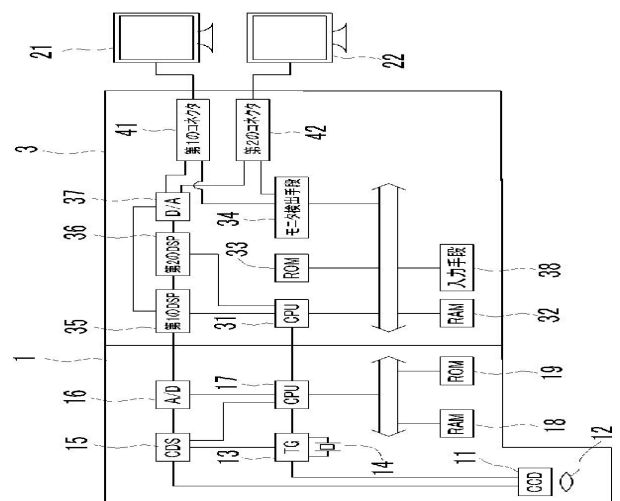 21
22
3
41
第1のコネクタ
第2のコネクタ
42
37
D/A
36
第2のDSP
35
第1のDSP
34
モニタ検出手段
33
ROM
31
CPU
38
入力手段
32
RAM
1
16
A/D
15
CDS
17
CPU
13
TG
14
19
ROM
18
RAM
11
CCD
12